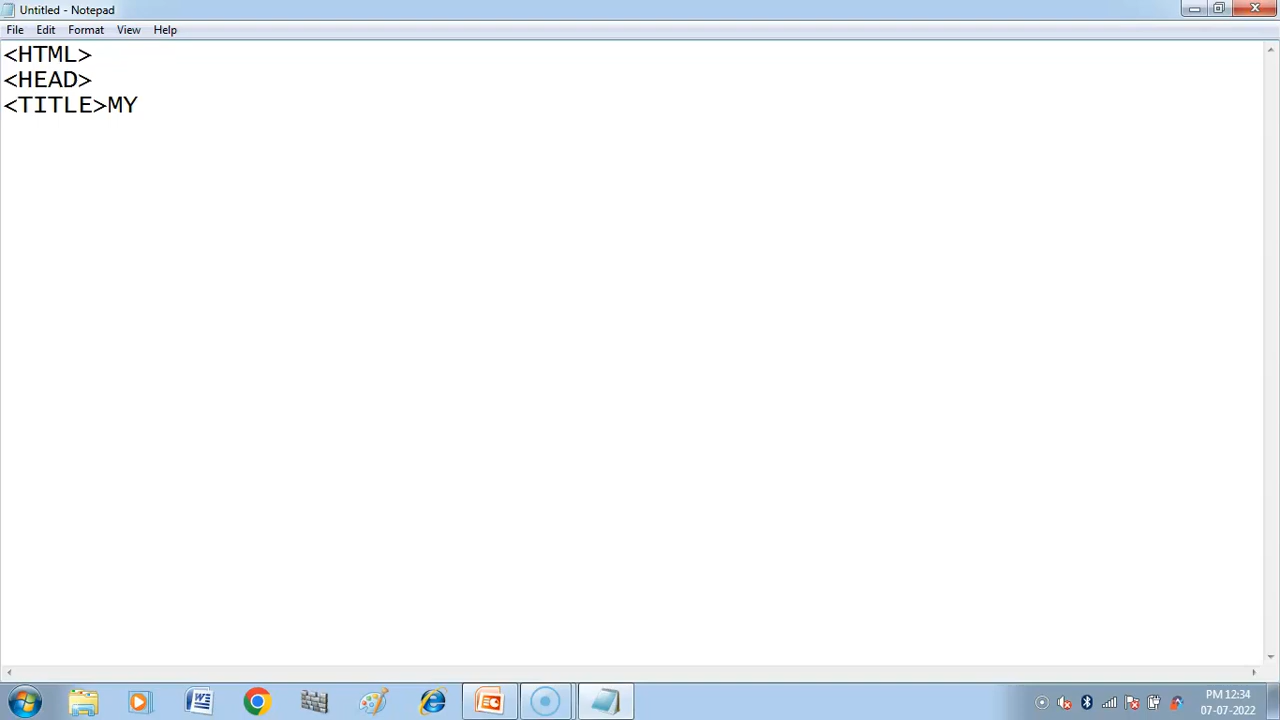 Untitled - Notepad
File Edit Format View Help
<HTML>
<HEAD>
<TITLE>MY
PM 12:34
07-07-2022